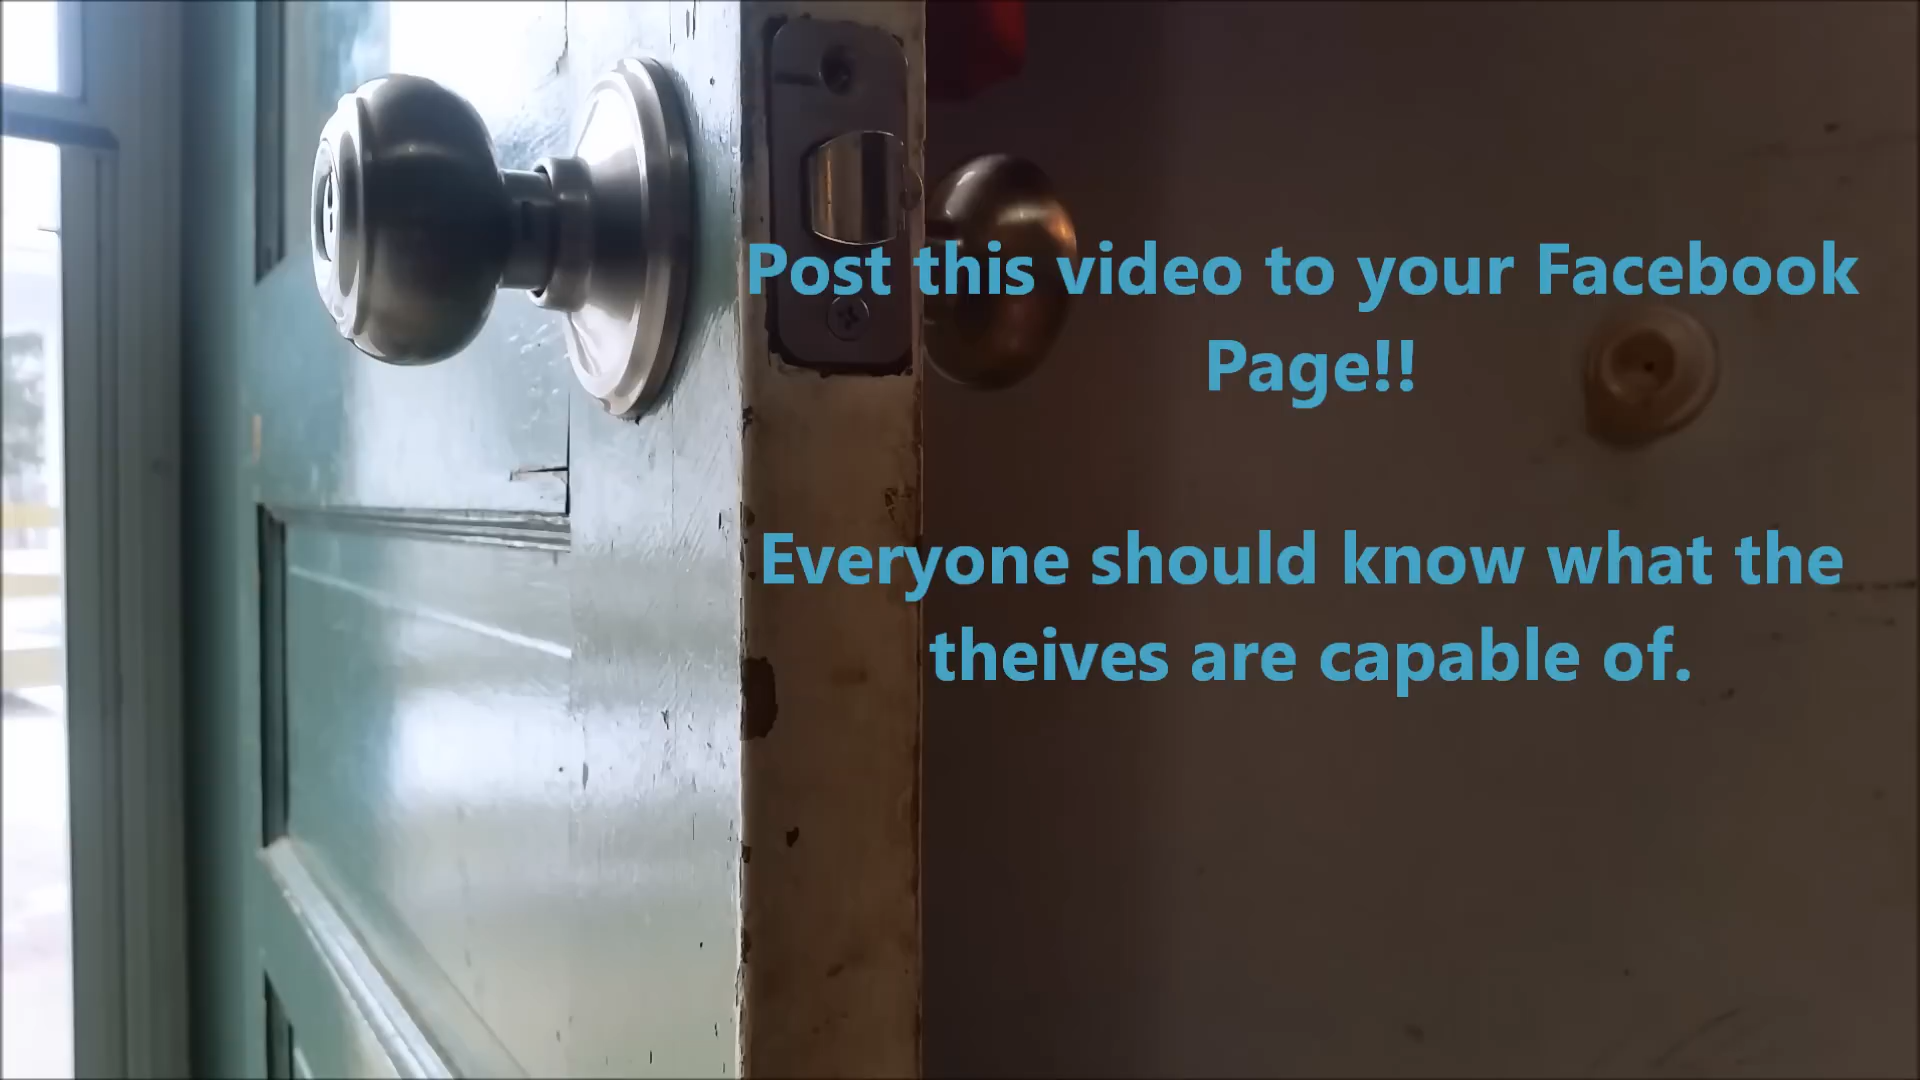 Post this video to your Facebook
Page!!
Everyone should know what the
theives are capable of.